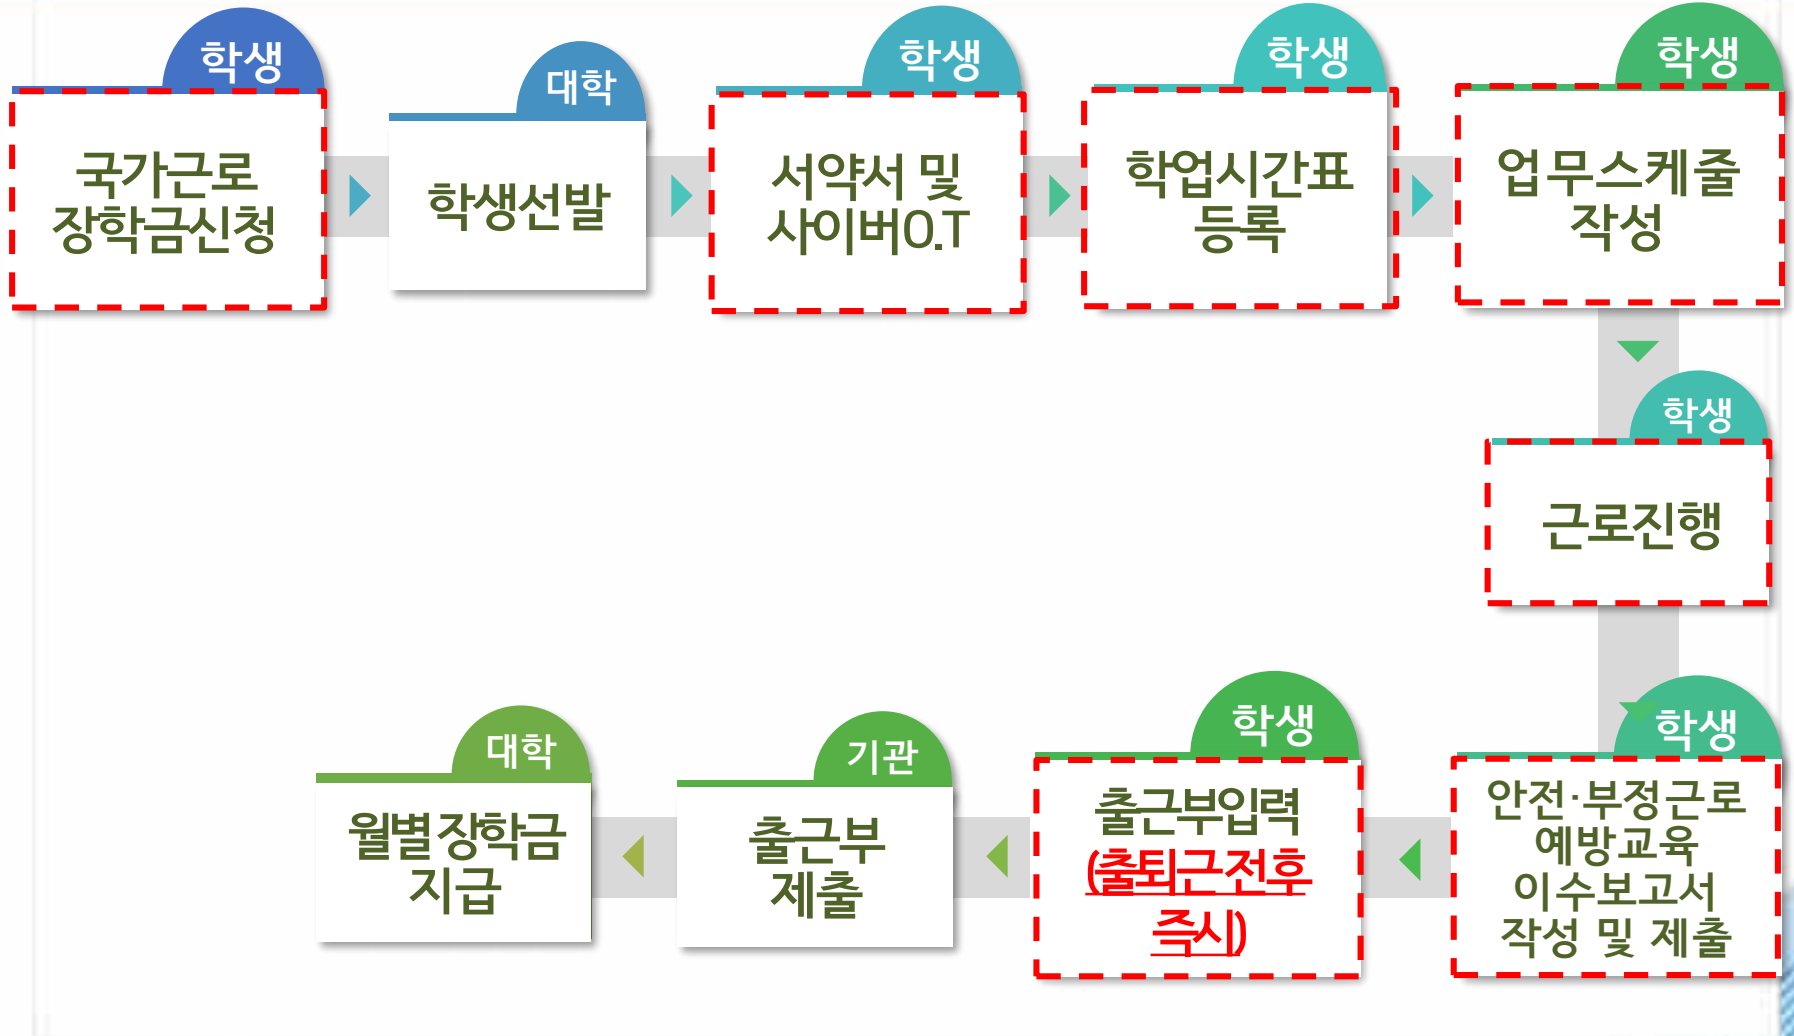 학생
국가근로
장학금신청
대학
학생선발
학생
서약서 및
사이버O.T
학생
학업시간표
등록
학생
업무스케줄
작성
학생
근로진행
학생
안전·부정근로
예방교육
이수보고서
작성 및 제출
학생
출근부입력
(출퇴근전후
즉시)
기관
출근부
제출
대학
월별장학금
지급